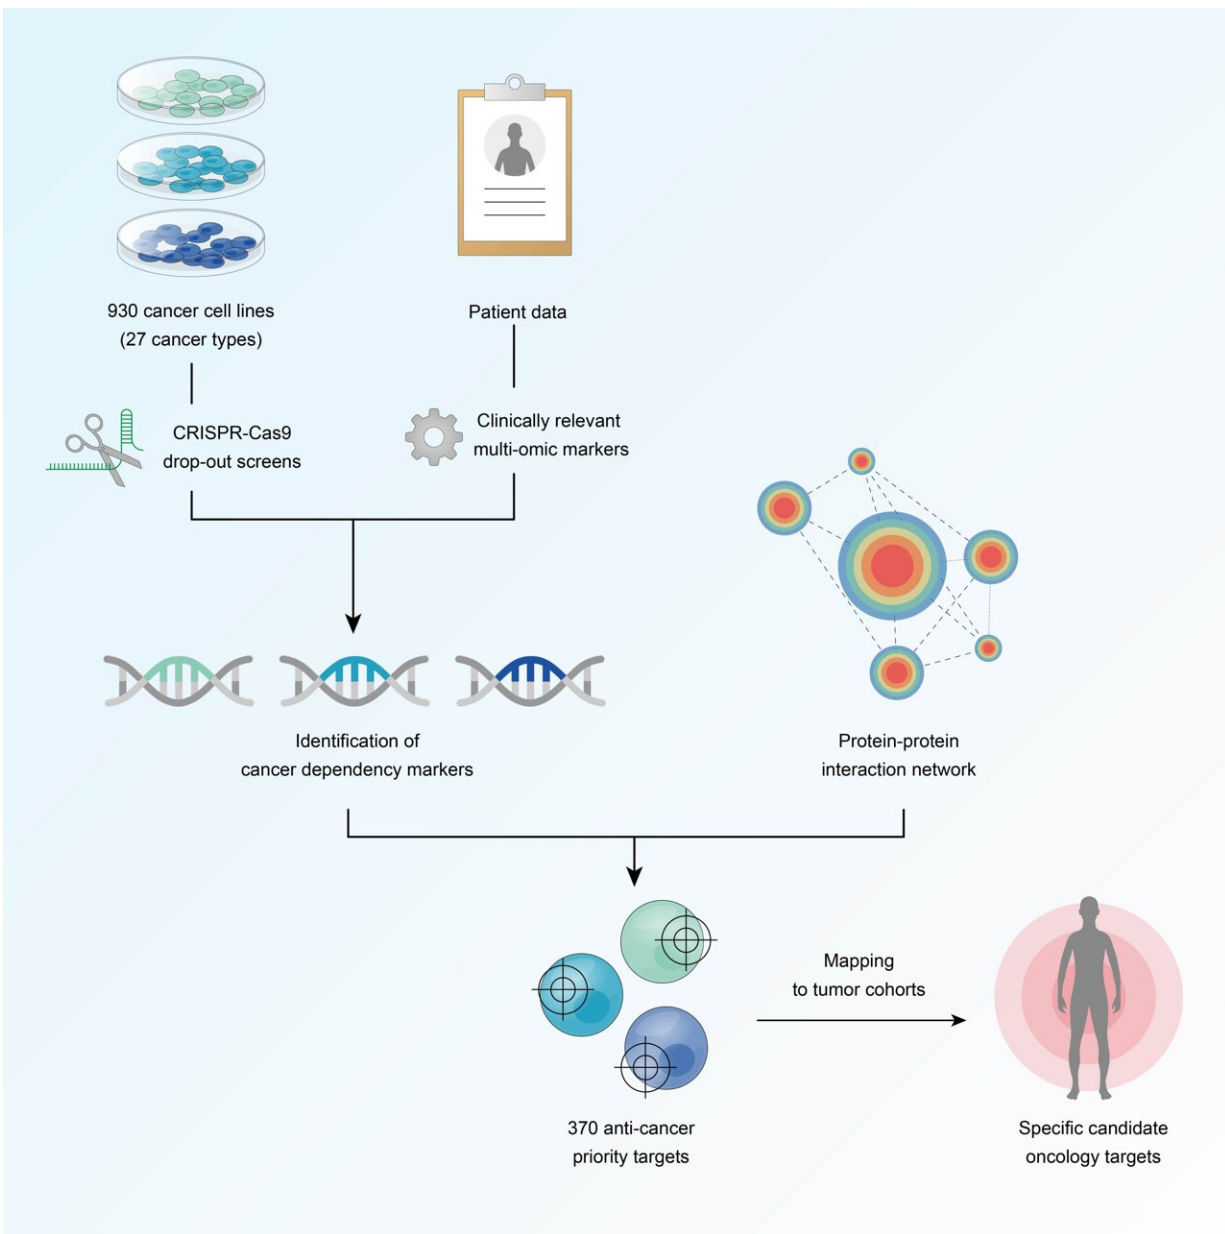 930 cancer cell lines
(27 cancer types)
Patient data
CRISPR-Cas9
drop-out screens
Clinically relevant
multi-omic markers
Identification of
cancer dependency markers
Protein-protein
interaction network
Mapping
to tumor cohorts
370 anti-cancer
priority targets
Specific candidate
oncology targets